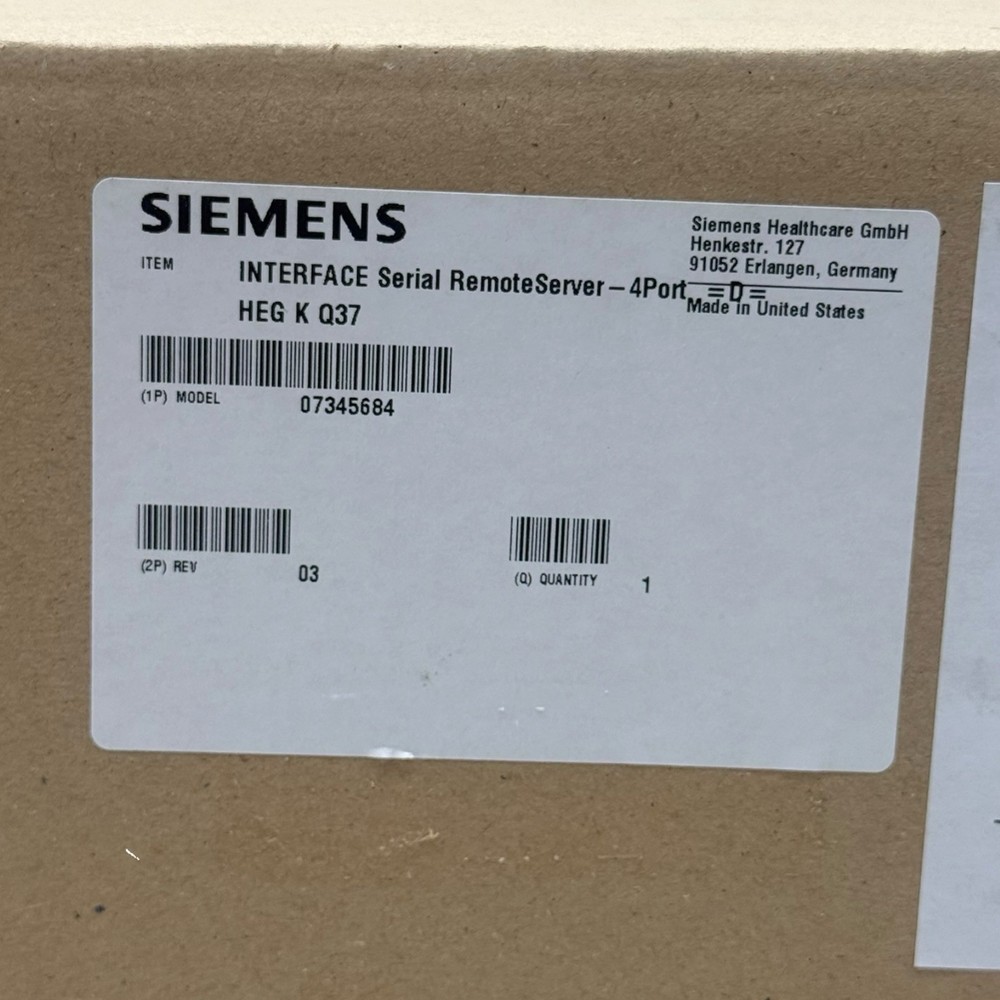 SIEMENS
Siemens Healthcare GmbH
Henkestr. 127
91052 Erlangen, Germany
ITEM
INTERFACE Serial RemoteServer-4Port =D=
Made in United States
HEG K Q37
(1P) MODEL 07345684
(2P) REV 03
(Q) QUANTITY 1